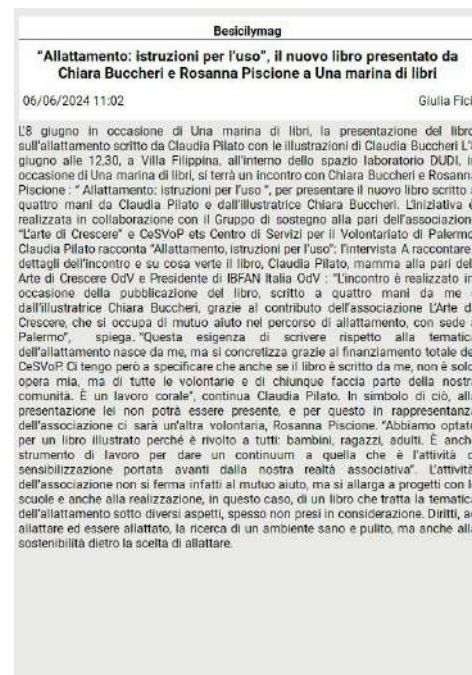 Besicilymag
“Allattamento: istruzioni per l'uso”, il nuovo libro presentato da
Chiara Buccheri e Rosanna Piscione a Una marina di libri
06/06/2024 11:02 Giulia Fici
L'8 giugno in occasione di Una marina di libri, la presentazione del libro
sull'allattamento scritto da Claudia Pilato con le illustrazioni di Claudia Buccheri L'8
giugno alle 12,30, a Villa Filippina, all'interno dello spazio laboratorio DUDI, in
occasione di Una marina di libri, si terrà un incontro con Chiara Buccheri e Rosanna
Piscione : “ Allattamento: istruzioni per l'uso ”, per presentare il nuovo libro scritto
quattro mani da Claudia Pilato e dall'illustratrice Chiara Buccheri. L'iniziativa è
realizzata in collaborazione con il Gruppo di sostegno alla pari dell'association
“L'arte di Crescere” e CeSVoP ets Centro di Servizi per il Volontariato di Palermo
Claudia Pilato racconta “Allattamento, istruzioni per l'uso”: l'intervista A raccontare
dettagli dell'incontro e su cosa verte il libro, Claudia Pilato, mamma alla pari del
Arte di Crescere OdV e Presidente di IBFAN Italia OdV : “L'incontro è realizzato in
occasione della pubblicazione del libro, scritto a quattro mani da me
dall'illustratrice Chiara Buccheri, grazie al contributo dell'associazione L'Arte di
Crescere, che si occupa di mutuo aiuto nel percorso di allattamento, con sede
Palermo”, spiega. “Questa esigenza di scrivere rispetto alla tematic
dell'allattamento nasce da me, ma si concretizza grazie al finanziamento totale de
CeSVoP. Ci tengo però a specificare che anche se il libro è scritto da me, non è solo
opera mia, ma di tutte le volontarie e di chiunque faccia parte della nostr
comunità. È un lavoro corale”, continua Claudia Pilato. In simbolo di ciò, all
presentazione lei non potrà essere presente, e per questo in rappresentanz
dell'associazione ci sarà un'altra volontaria, Rosanna Piscione. “Abbiamo optat
per un libro illustrato perché è rivolto a tutti: bambini, ragazzi, adulti. È anch
strumento di lavoro per dare un continuum a quella che è l'attività d
sensibilizzazione portata avanti dalla nostra realtà associativa”. L'attivit
dell'associazione non si ferma infatti al mutuo aiuto, ma si allarga a progetti con l
scuole e anche alla realizzazione, in questo caso, di un libro che tratta la tematic
dell'allattamento sotto diversi aspetti, spesso non presi in considerazione. Diritti, a
allattare ed essere allattato, la ricerca di un ambiente sano e pulito, ma anche all
sostenibilità dietro la scelta di allattare.